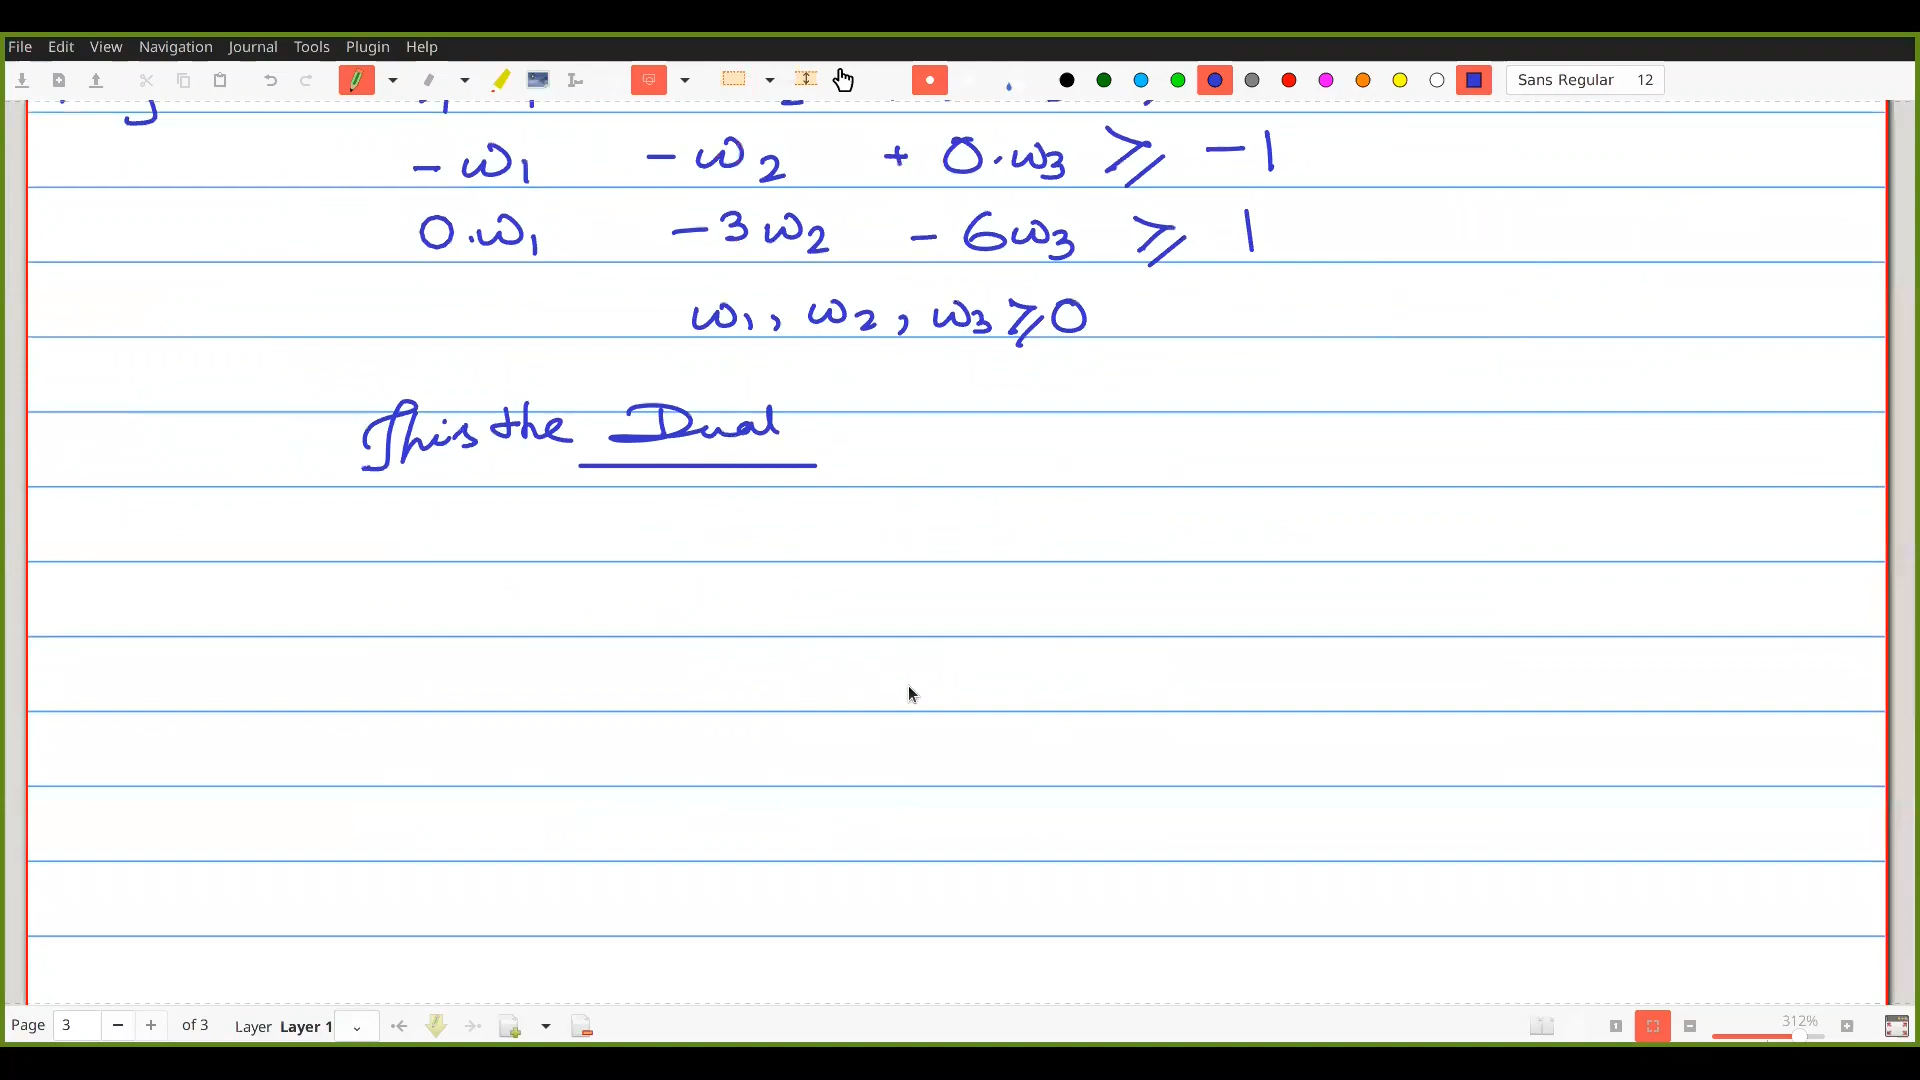 File Edit View Navigation Journal Tools Plugin Help
Sans Regular 12
- ω1 - ω2 + 0.ω3 ⩾ -1
0.ω1 - 3ω2 - 6ω3 ⩾ 1
ω1, ω2, ω3 ⩾ 0
This the Dual
Page 3 of 3 Layer Layer 1 312%